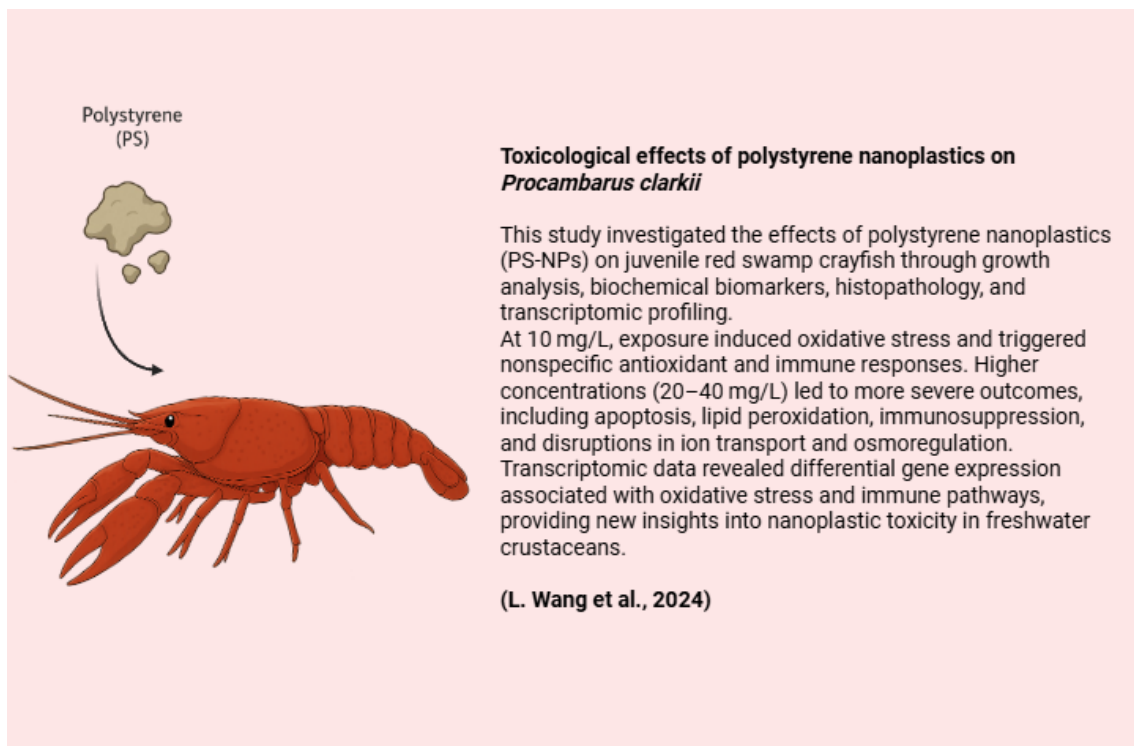 Polystyrene
(PS)
Toxicological effects of polystyrene nanoplastics on
Procambarus clarkii
This study investigated the effects of polystyrene nanoplastics
(PS-NPs) on juvenile red swamp crayfish through growth
analysis, biochemical biomarkers, histopathology, and
transcriptomic profiling.
At 10 mg/L, exposure induced oxidative stress and triggered
nonspecific antioxidant and immune responses. Higher
concentrations (20–40 mg/L) led to more severe outcomes,
including apoptosis, lipid peroxidation, immunosuppression,
and disruptions in ion transport and osmoregulation.
Transcriptomic data revealed differential gene expression
associated with oxidative stress and immune pathways,
providing new insights into nanoplastic toxicity in freshwater
crustaceans.
(L. Wang et al., 2024)